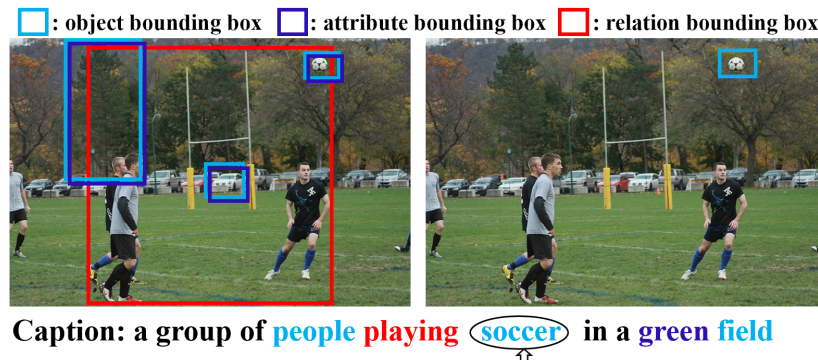 : object bounding box : attribute bounding box : relation bounding box
Caption: a group of people playing soccer in a green field